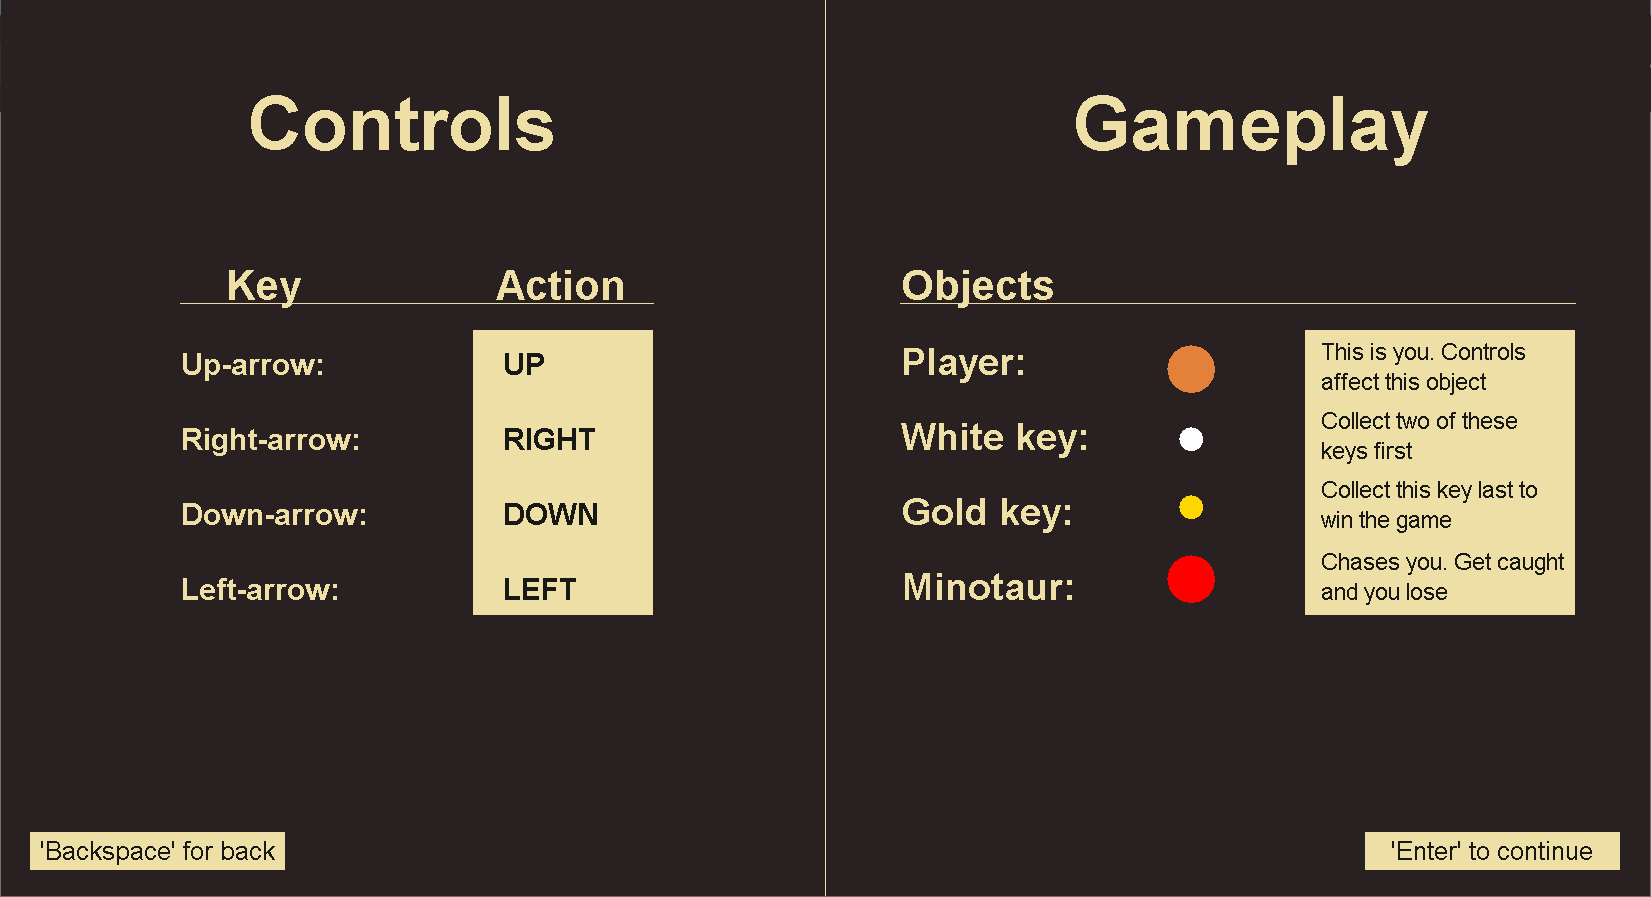 Controls
Key Action
Up-arrow: UP
Right-arrow: RIGHT
Down-arrow: DOWN
Left-arrow: LEFT
'Backspace' for back
Gameplay
Objects
Player:
This is you. Controls
affect this object
White key:
Collect two of these
keys first
Gold key:
Collect this key last to
win the game
Minotaur:
Chases you. Get caught
and you lose
'Enter' to continue